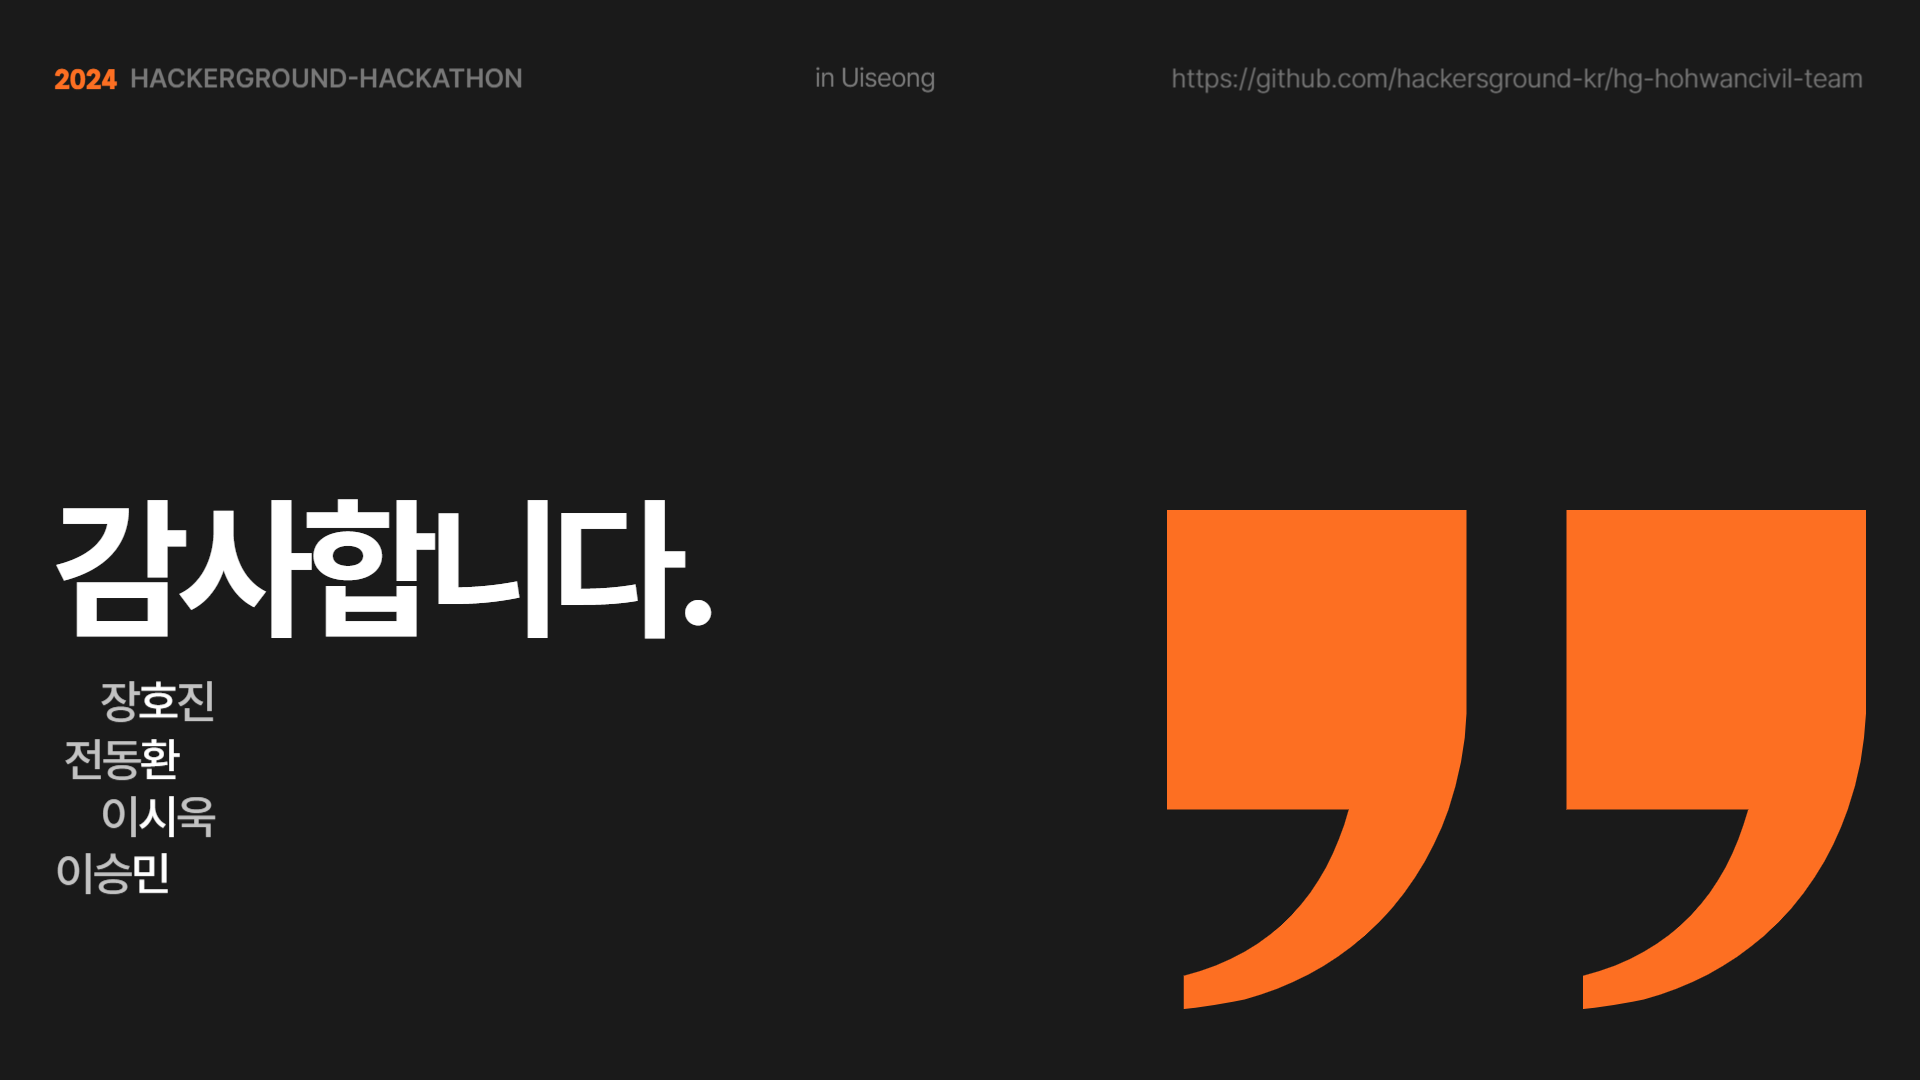 2024 HACKERGROUND-HACKATHON
in Uiseong
https://github.com/hackersground-kr/hg-hohwancivil-team
감사합니다.
장호진
전동환
이시욱
이승민